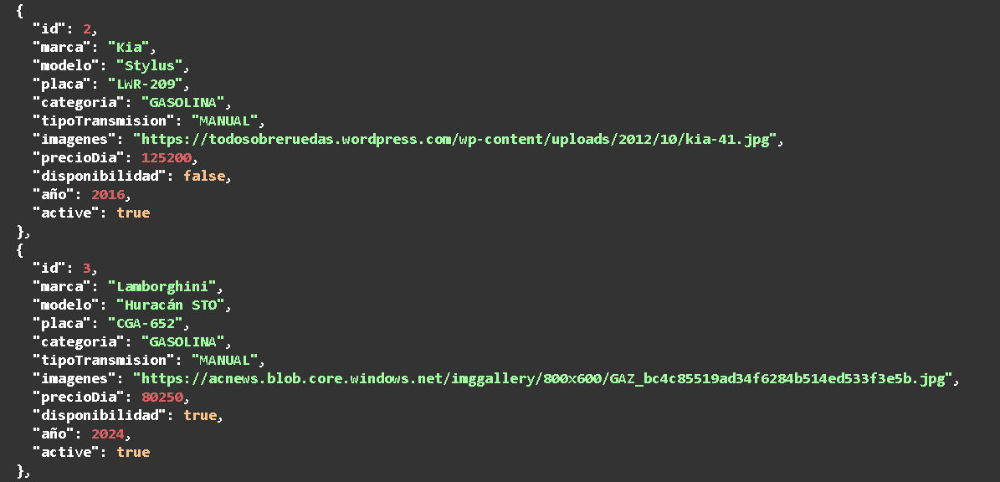 {
"id": 2,
"marca": "Kia",
"modelo": "Stylus",
"placa": "LWR-209",
"categoria": "GASOLINA",
"tipoTransmision": "MANUAL",
"imagenes": "https://todosobreruedas.wordpress.com/wp-content/uploads/2012/10/kia-41.jpg",
"precioDia": 125200,
"disponibilidad": false,
"año": 2016,
"active": true
},
{
"id": 3,
"marca": "Lamborghini",
"modelo": "Huracán STO",
"placa": "CGA-652",
"categoria": "GASOLINA",
"tipoTransmision": "MANUAL",
"imagenes": "https://acnews.blob.core.windows.net/imggallery/800x600/GAZ_bc4c85519ad34f6284b514ed533f3e5b.jpg",
"precioDia": 80250,
"disponibilidad": true,
"año": 2024,
"active": true
},